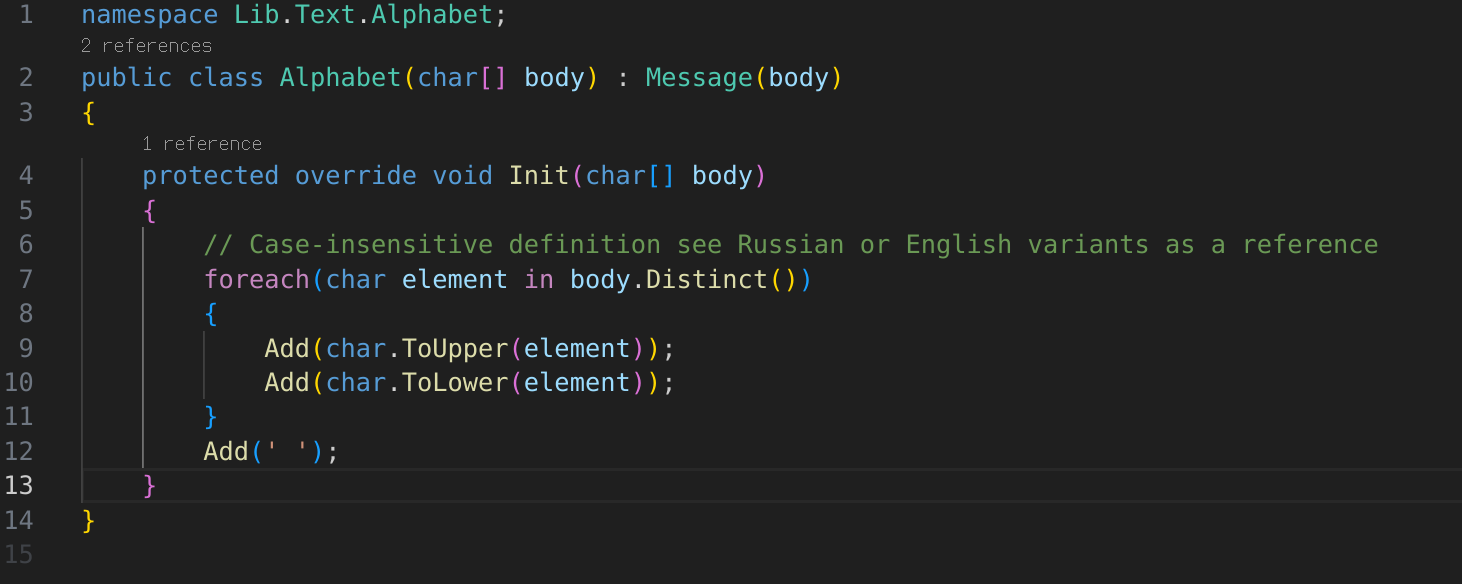 1 namespace Lib.Text.Alphabet;
2 references
2 public class Alphabet(char[] body) : Message(body)
3 {
1 reference
4 protected override void Init(char[] body)
5 {
6 // Case-insensitive definition see Russian or English variants as a reference
7 foreach(char element in body.Distinct())
8 {
9 Add(char.ToUpper(element));
10 Add(char.ToLower(element));
11 }
12 Add(' ');
13 }
14 }
15